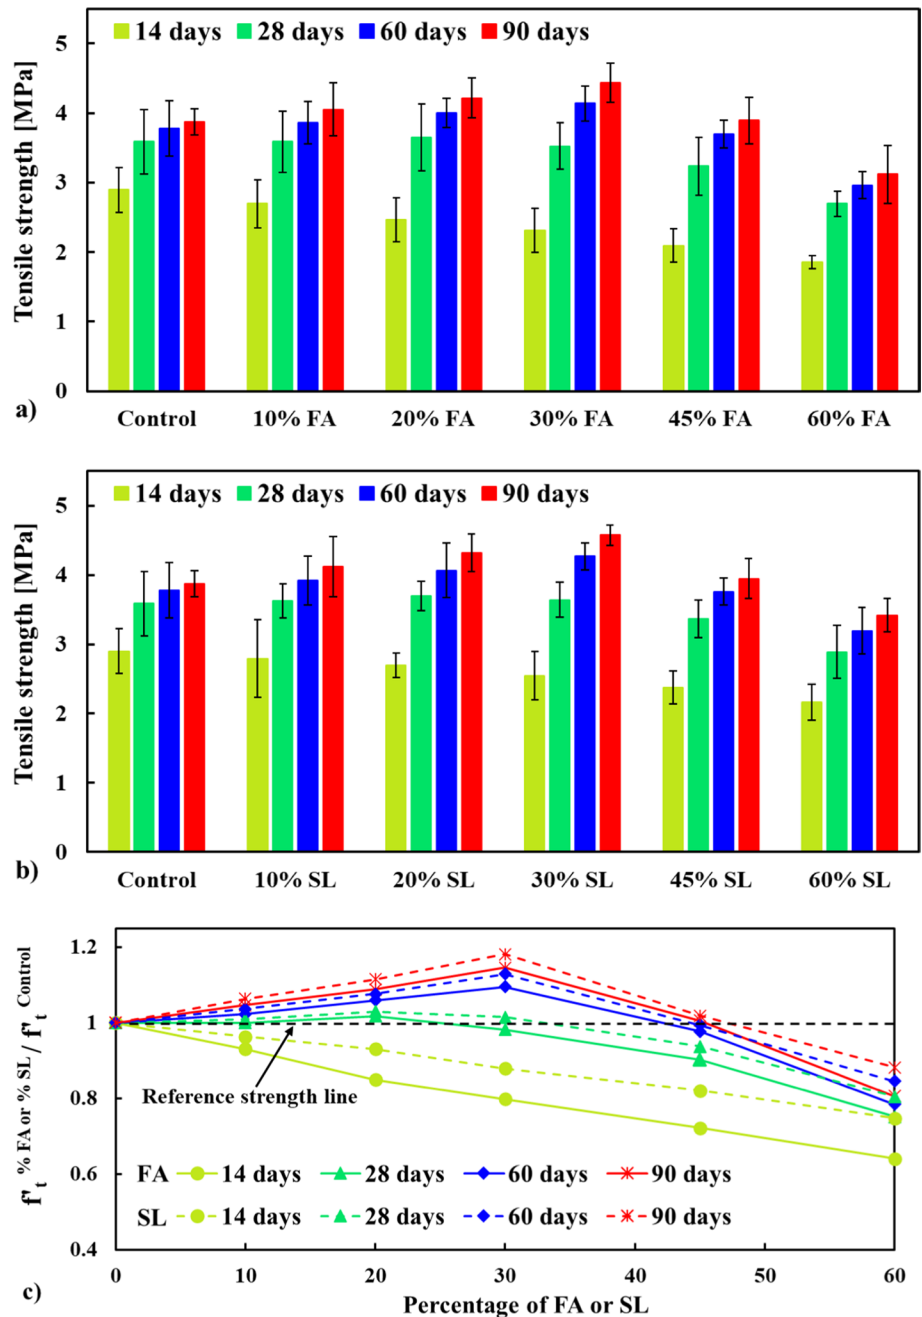 14 days 28 days 60 days 90 days
Tensile strength [MPa]
5
4
3
2
1
0
a)
Control 10% FA 20% FA 30% FA 45% FA 60% FA
14 days 28 days 60 days 90 days
Tensile strength [MPa]
5
4
3
2
1
0
b)
Control 10% SL 20% SL 30% SL 45% SL 60% SL
f't % FA or % SL / f't Control
1.2
1
0.8
0.6
0.4
Reference strength line
FA 14 days 28 days 60 days 90 days
SL 14 days 28 days 60 days 90 days
0 10 20 30 40 50 60
c)
Percentage of FA or SL